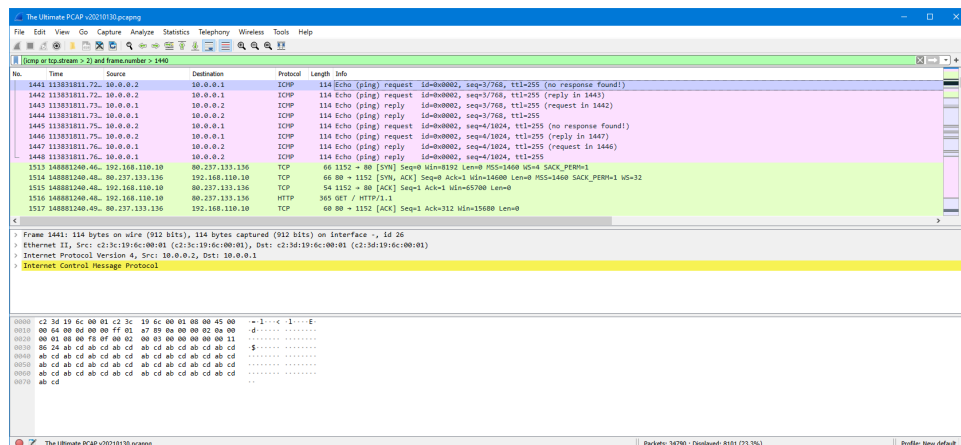 The Ultimate PCAP v20210130.pcapng
File Edit View Go Capture Analyze Statistics Telephony Wireless Tools Help
(icmp or tcp.stream > 2) and frame.number > 1440
No. Time Source Destination Protocol Length Info
1441 113831811.72… 10.0.0.2 10.0.0.1 ICMP 114 Echo (ping) request id=0x0002, seq=3/768, ttl=255 (no response found!)
1442 113831811.72… 10.0.0.2 10.0.0.1 ICMP 114 Echo (ping) request id=0x0002, seq=3/768, ttl=255 (reply in 1443)
1443 113831811.73… 10.0.0.1 10.0.0.2 ICMP 114 Echo (ping) reply id=0x0002, seq=3/768, ttl=255 (request in 1442)
1444 113831811.73… 10.0.0.1 10.0.0.2 ICMP 114 Echo (ping) reply id=0x0002, seq=3/768, ttl=255
1445 113831811.75… 10.0.0.2 10.0.0.1 ICMP 114 Echo (ping) request id=0x0002, seq=4/1024, ttl=255 (no response found!)
1446 113831811.75… 10.0.0.2 10.0.0.1 ICMP 114 Echo (ping) request id=0x0002, seq=4/1024, ttl=255 (reply in 1447)
1447 113831811.76… 10.0.0.1 10.0.0.2 ICMP 114 Echo (ping) reply id=0x0002, seq=4/1024, ttl=255 (request in 1446)
1448 113831811.76… 10.0.0.1 10.0.0.2 ICMP 114 Echo (ping) reply id=0x0002, seq=4/1024, ttl=255
1513 148881240.46… 192.168.110.10 80.237.133.136 TCP 66 1152 → 80 [SYN] Seq=0 Win=8192 Len=0 MSS=1460 WS=4 SACK_PERM=1
1514 148881240.48… 80.237.133.136 192.168.110.10 TCP 66 80 → 1152 [SYN, ACK] Seq=0 Ack=1 Win=14600 Len=0 MSS=1460 SACK_PERM=1 WS=32
1515 148881240.48… 192.168.110.10 80.237.133.136 TCP 54 1152 → 80 [ACK] Seq=1 Ack=1 Win=65700 Len=0
1516 148881240.48… 192.168.110.10 80.237.133.136 HTTP 365 GET / HTTP/1.1
1517 148881240.49… 80.237.133.136 192.168.110.10 TCP 60 80 → 1152 [ACK] Seq=1 Ack=312 Win=15680 Len=0
Frame 1441: 114 bytes on wire (912 bits), 114 bytes captured (912 bits) on interface -, id 26
Ethernet II, Src: c2:3c:19:6c:00:01 (c2:3c:19:6c:00:01), Dst: c2:3d:19:6c:00:01 (c2:3d:19:6c:00:01)
Internet Protocol Version 4, Src: 10.0.0.2, Dst: 10.0.0.1
Internet Control Message Protocol
0000 c2 3d 19 6c 00 01 c2 3c 19 6c 00 01 08 00 45 00 ·=·l···< ·l····E·
0010 00 64 00 0d 00 00 ff 01 a7 89 0a 00 00 02 0a 00 ·d······ ········
0020 00 01 08 00 f8 0f 00 02 00 03 00 00 00 00 00 11 ········ ········
0030 86 24 ab cd ab cd ab cd ab cd ab cd ab cd ab cd ·$······ ········
0040 ab cd ab cd ab cd ab cd ab cd ab cd ab cd ab cd ········ ········
0050 ab cd ab cd ab cd ab cd ab cd ab cd ab cd ab cd ········ ········
0060 ab cd ab cd ab cd ab cd ab cd ab cd ab cd ab cd ········ ········
0070 ab cd ··
The Ultimate PCAP v20210130.pcapng Packets: 34790 · Displayed: 8101 (23.3%) Profile: New default